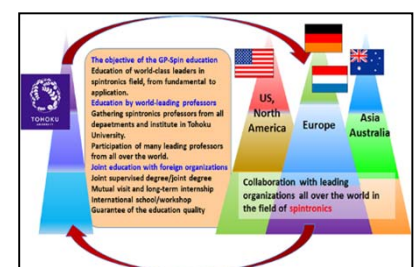 TOHOKU
UNIVERSITY
The objective of the GP-Spin education
Education of world-class leaders in
spintronics field, from fundamental to
application.
Education by world-leading professors
Gathering spintronics professors from all
depaetments and institute in Tohoku
University.
Participation of many leading professors
from all over the world.
Joint education with foreign organizations
Joint supervised degree/joint degree
Mutual visit and long-term internship
International school/workshop
Guarantee of the education quality
US,
North
America
Europe
Asia
Australia
Collaboration with leading
organizations all over the world in
the field of spintronics